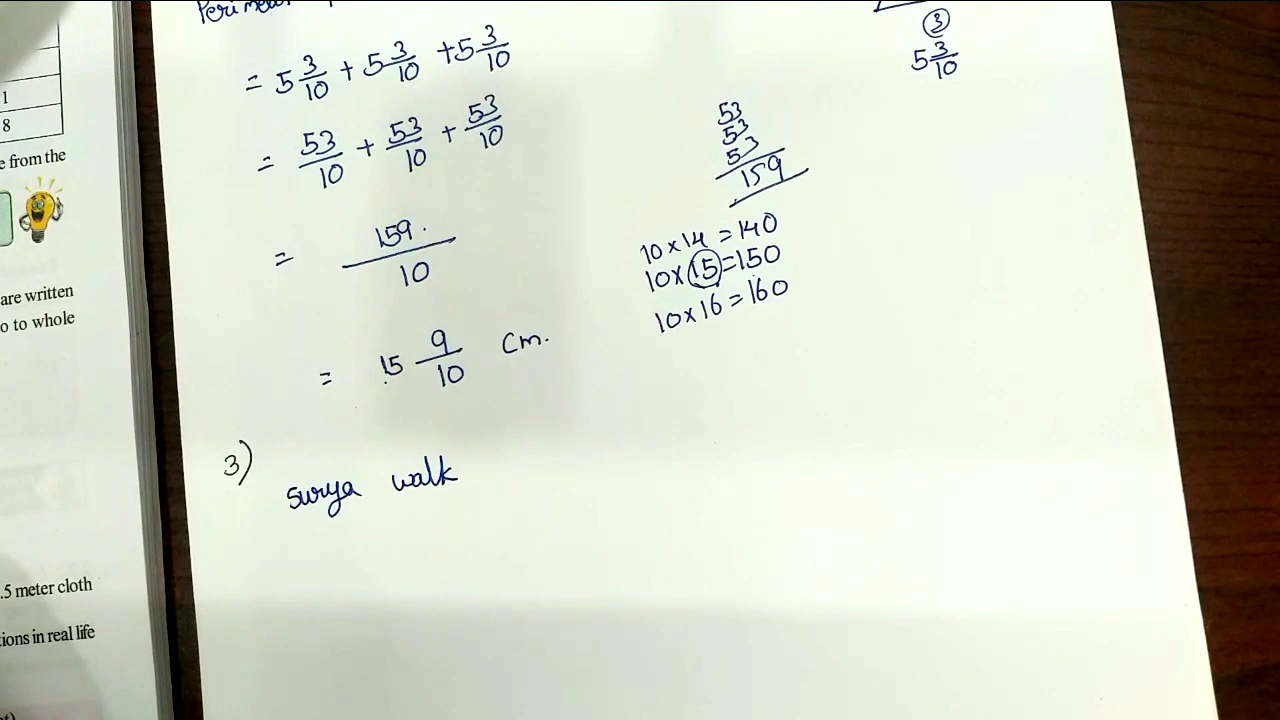 1
8
e from the
are written
o to whole
.5 meter cloth
tions in real life
= 5 3/10 + 5 3/10 + 5 3/10
= 53/10 + 53/10 + 53/10
= 159. / 10
= 15 9/10 cm.
3)
Surya walk
3
5 3/10
53
53
53
159
10 x 14 = 140
10 x 15 = 150
10 x 16 = 160